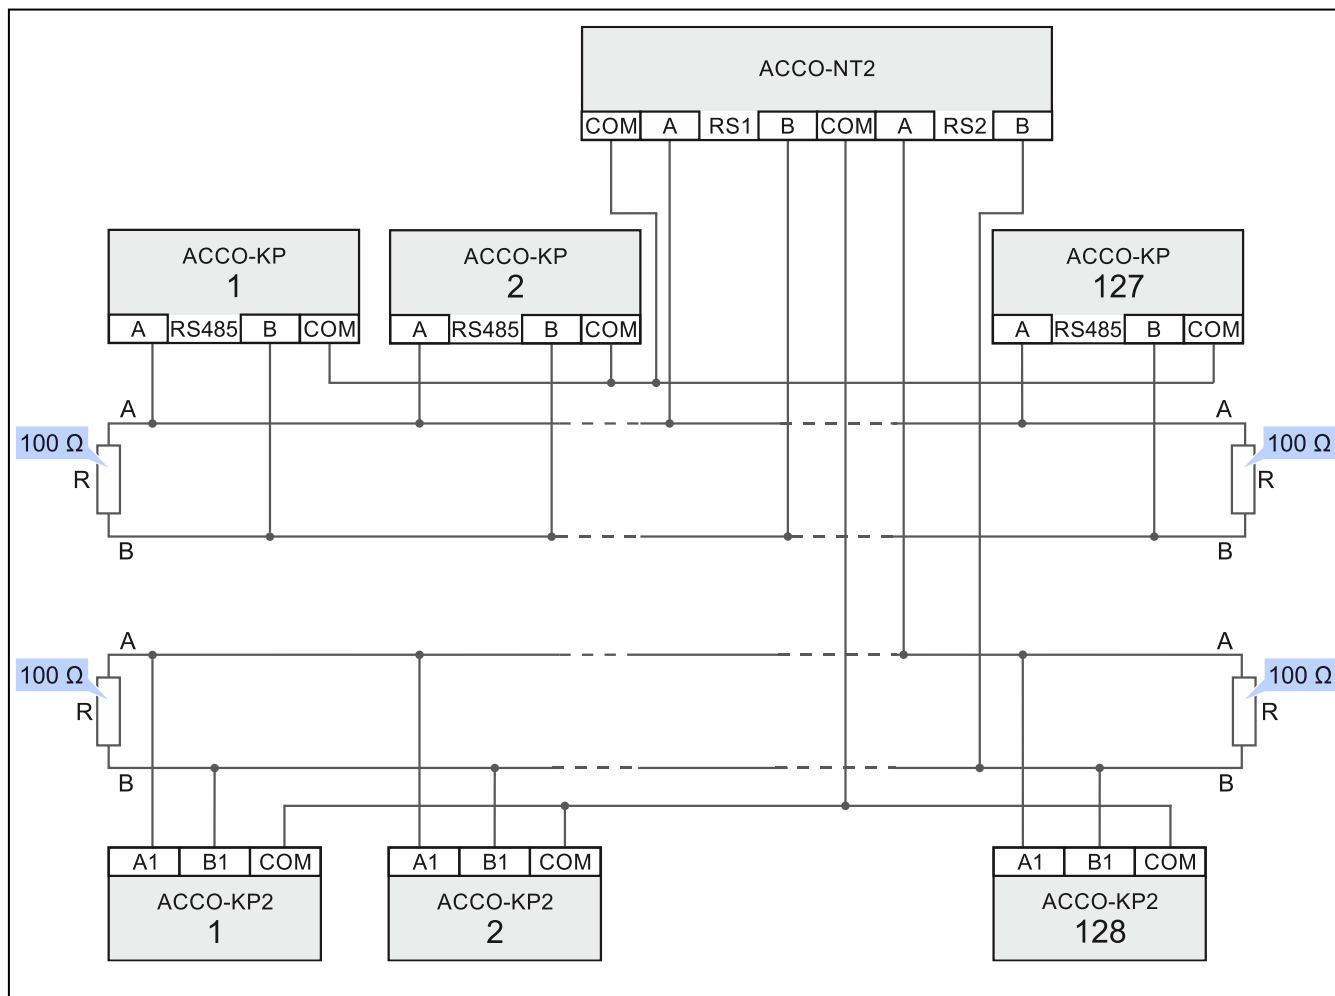 ACCO-NT2
COM A RS1 B COM A RS2 B
ACCO-KP
1
A RS485 B COM
ACCO-KP
2
A RS485 B COM
ACCO-KP
127
A RS485 B COM
A
A
100 Ω
100 Ω
R
R
B
B
A
A
100 Ω
100 Ω
R
R
B
B
A1 B1 COM
ACCO-KP2
1
A1 B1 COM
ACCO-KP2
2
A1 B1 COM
ACCO-KP2
128